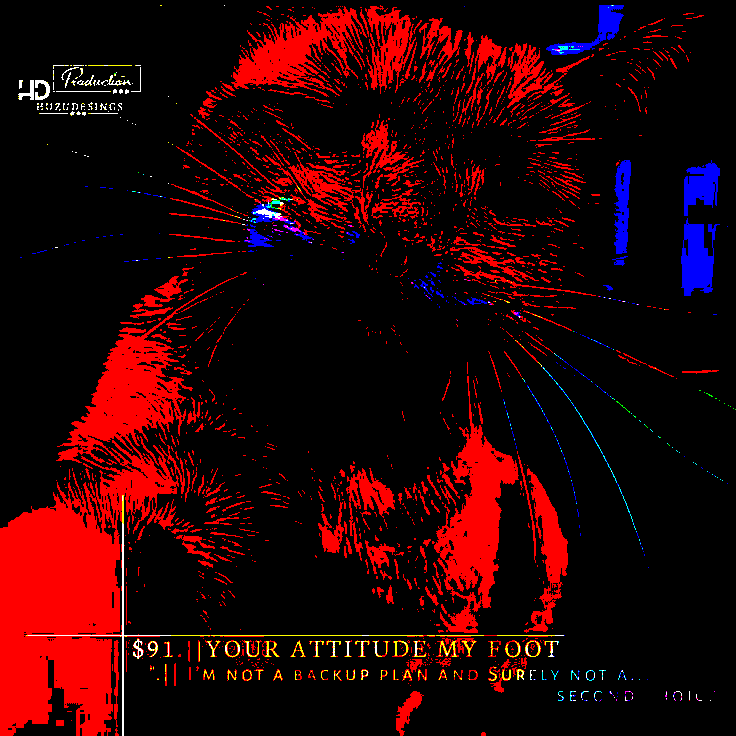 HD Production
HUZUDESINGS
$91.||YOUR ATTITUDE MY FOOT
".|| I'M NOT A BACKUP PLAN AND SURELY NOT A...
SECOND